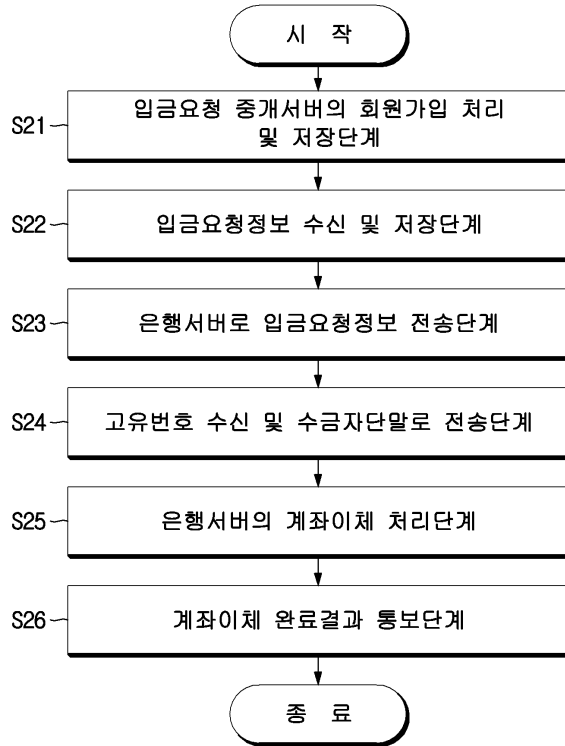 시 작
S21
입금요청 중개서버의 회원가입 처리
및 저장단계
S22
입금요청정보 수신 및 저장단계
S23
은행서버로 입금요청정보 전송단계
S24
고유번호 수신 및 수금자단말로 전송단계
S25
은행서버의 계좌이체 처리단계
S26
계좌이체 완료결과 통보단계
종 료